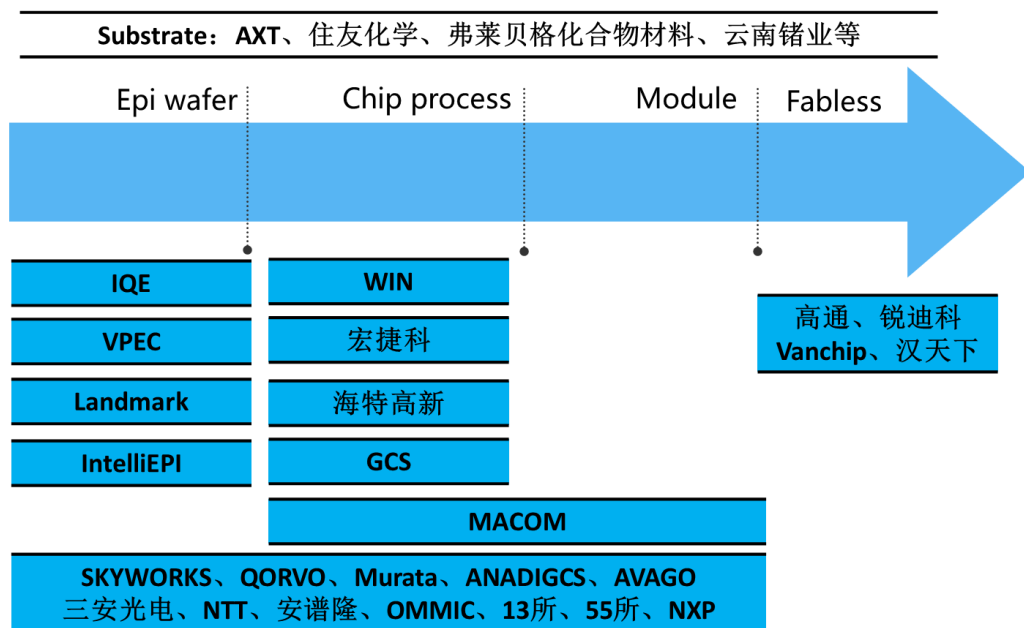 Substrate：AXT、住友化学、弗莱贝格化合物材料、云南锗业等
Epi wafer
Chip process
Module
Fabless
IQE
WIN
VPEC
宏捷科
Landmark
海特高新
IntelliEPI
GCS
高通、锐迪科
Vanchip、汉天下
MACOM
SKYWORKS、QORVO、Murata、ANADIGCS、AVAGO
三安光电、NTT、安谱隆、OMMIC、13所、55所、NXP